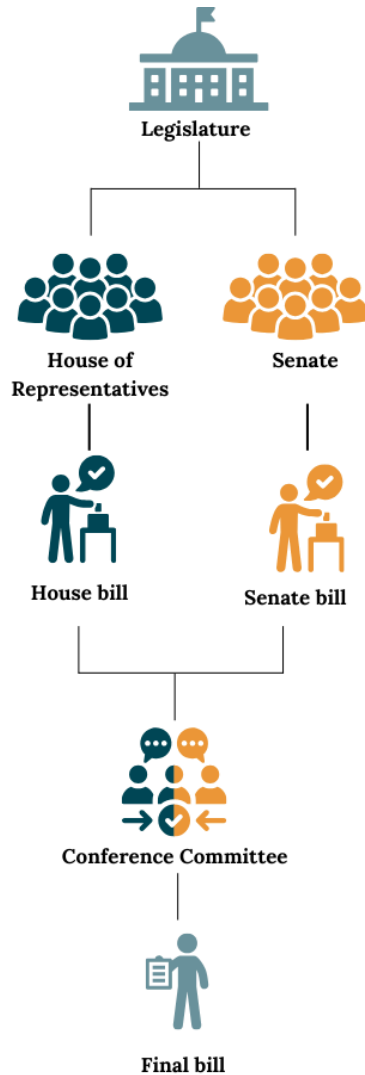 Legislature
House of
Representatives
Senate
House bill
Senate bill
Conference Committee
Final bill